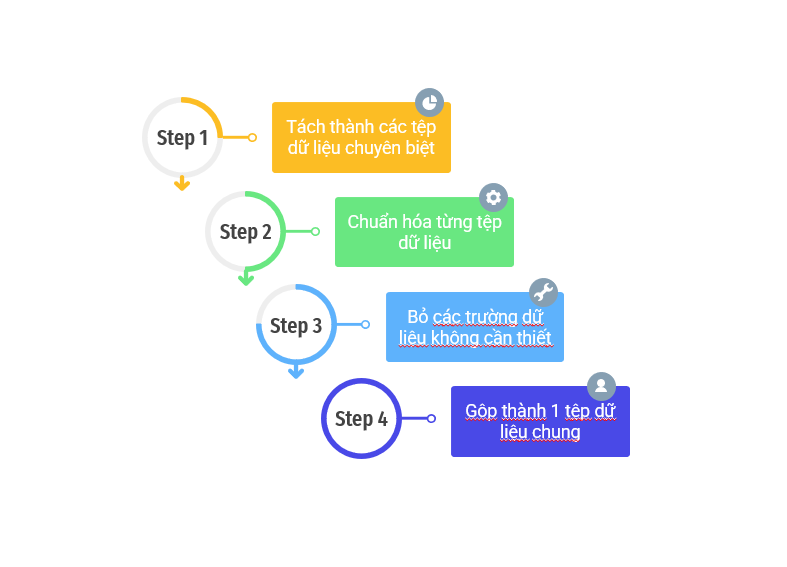 Step 1
Tách thành các tệp
dữ liệu chuyên biệt
Step 2
Chuẩn hóa từng tệp
dữ liệu
Step 3
Bỏ các trường dữ
liệu không cần thiết
Step 4
Gôp thành 1 tệp dữ
liệu chung